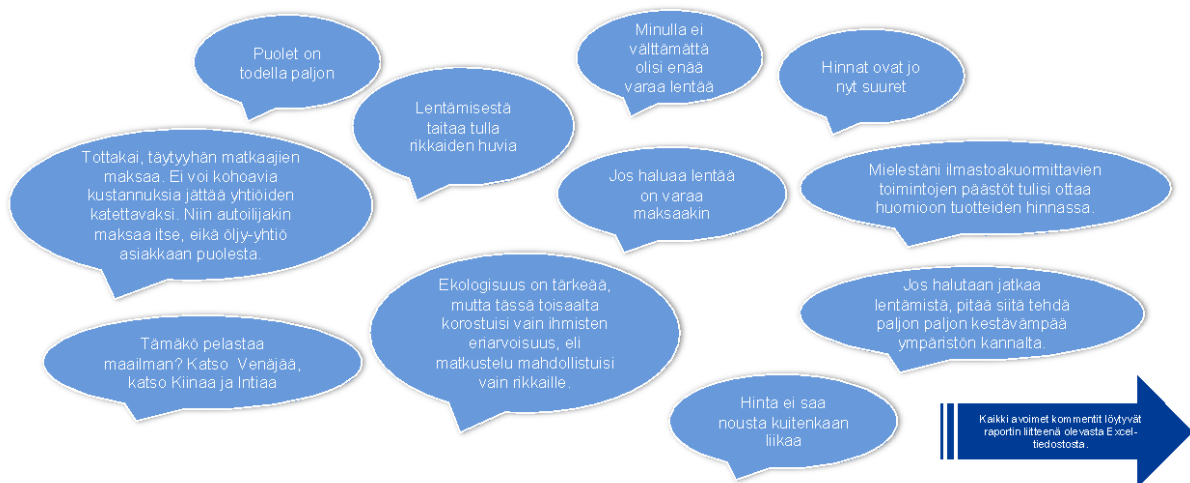 Puolet on
todella paljon
Minulla ei
välttämättä
olisi enää
varaa lentää
Hinnat ovat jo
nyt suuret
Lentämisestä
taitaa tulla
rikkaiden huvia
Tottakai, täytyyhän matkaajien
maksaa. Ei voi kohoavia
kustannuksia jättää yhtiöiden
katettavaksi. Niin autoilijakin
maksaa itse, eikä öljy-yhtiö
asiakkaan puolesta.
Jos haluaa lentää
on varaa
maksaakin
Mielestäni ilmastoakuormittavien
toimintojen päästöt tulisi ottaa
huomioon tuotteiden hinnassa.
Ekologisuus on tärkeää,
mutta tässä toisaalta
korostuisi vain ihmisten
eriarvoisuus, eli
matkustelu mahdollistuisi
vain rikkaille.
Jos halutaan jatkaa
lentämistä, pitää siitä tehdä
paljon paljon kestävämpää
ympäristön kannalta.
Tämäkö pelastaa
maailman? Katso Venäjää,
katso Kiinaa ja Intiaa
Hinta ei saa
nousta kuitenkaan
liikaa
Kaikki avoimet kommentit löytyvät
raportin liitteenä olevasta Excel-
tiedostosta.